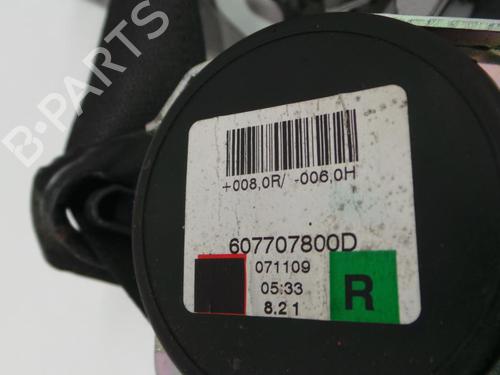 B-PARTS
+008,0R/ -006,0H
607707800D
071109
05:33
8.2 1
R